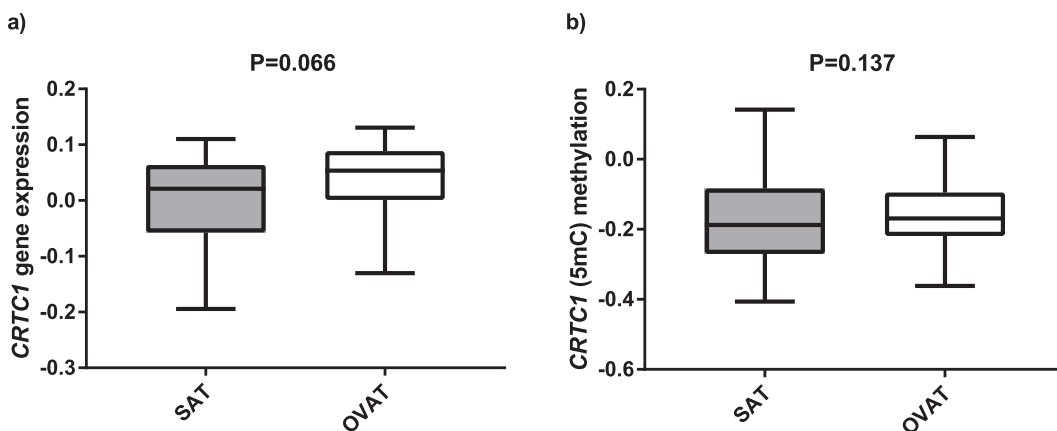 a)
P=0.066
CRTC1 gene expression
0.2
0.1
0.0
-0.1
-0.2
-0.3
SAT
OVAT
b)
P=0.137
CRTC1 (5mC) methylation
0.2
0.0
-0.2
-0.4
-0.6
SAT
OVAT